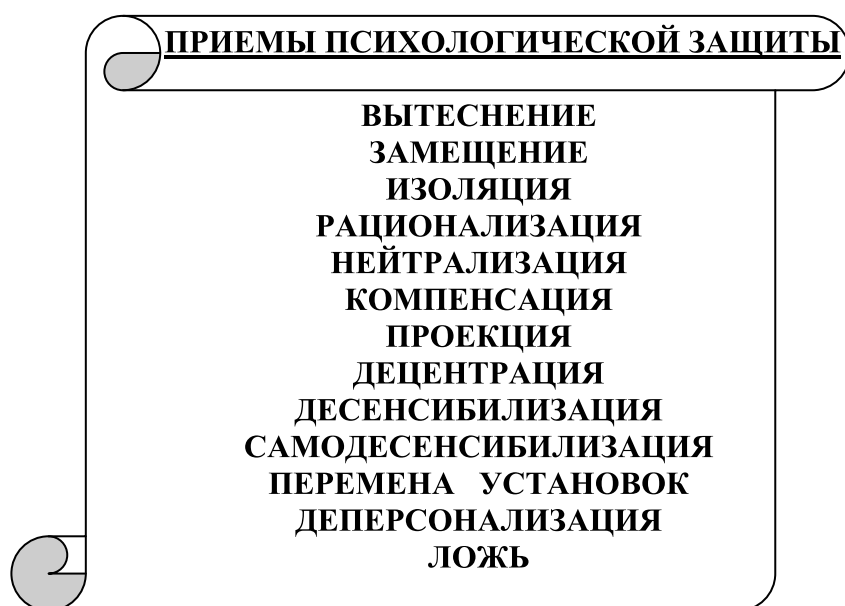 ПРИЕМЫ ПСИХОЛОГИЧЕСКОЙ ЗАЩИТЫ
ВЫТЕСНЕНИЕ
ЗАМЕЩЕНИЕ
ИЗОЛЯЦИЯ
РАЦИОНАЛИЗАЦИЯ
НЕЙТРАЛИЗАЦИЯ
КОМПЕНСАЦИЯ
ПРОЕКЦИЯ
ДЕЦЕНТРАЦИЯ
ДЕСЕНСИБИЛИЗАЦИЯ
САМОДЕСЕНСИБИЛИЗАЦИЯ
ПЕРЕМЕНА УСТАНОВОК
ДЕПЕРСОНАЛИЗАЦИЯ
ЛОЖЬ